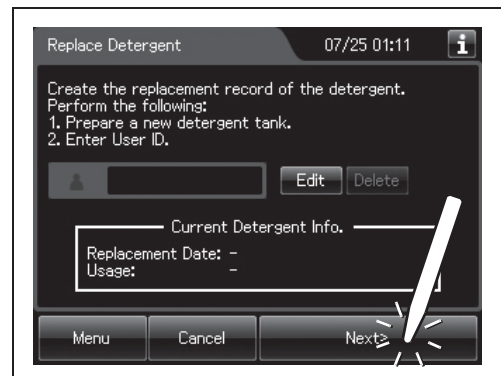 Replace Detergent 07/25 01:11 i
Create the replacement record of the detergent.
Perform the following:
1. Prepare a new detergent tank.
2. Enter User ID.
Edit Delete
Current Detergent Info.
Replacement Date: -
Usage: -
Menu Cancel Next>